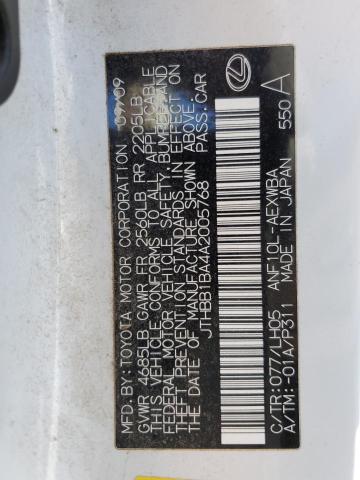 MFD.BY:TOYOTA MOTOR CORPORATION 09/09
GVWR 4685LB GAWR FR 2560LB RR 2205LB
THIS VEHICLE CONFORMS TO ALL APPLICABLE
FEDERAL MOTOR VEHICLE SAFETY, BUMPER, AND
THEFT PREVENTION STANDARDS IN EFFECT ON
THE DATE OF MANUFACTURE SHOWN ABOVE.
JTHBB1BA4A2005768 PASS.CAR
C/TR:077/LH05 ANF10L-AEXWBA
A/TM:-01A/P311 MADE IN JAPAN 550 A